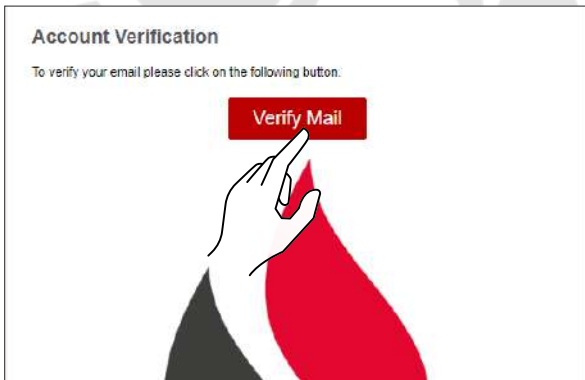 Account Verification
To verify your email please click on the following button.
Verify Mail